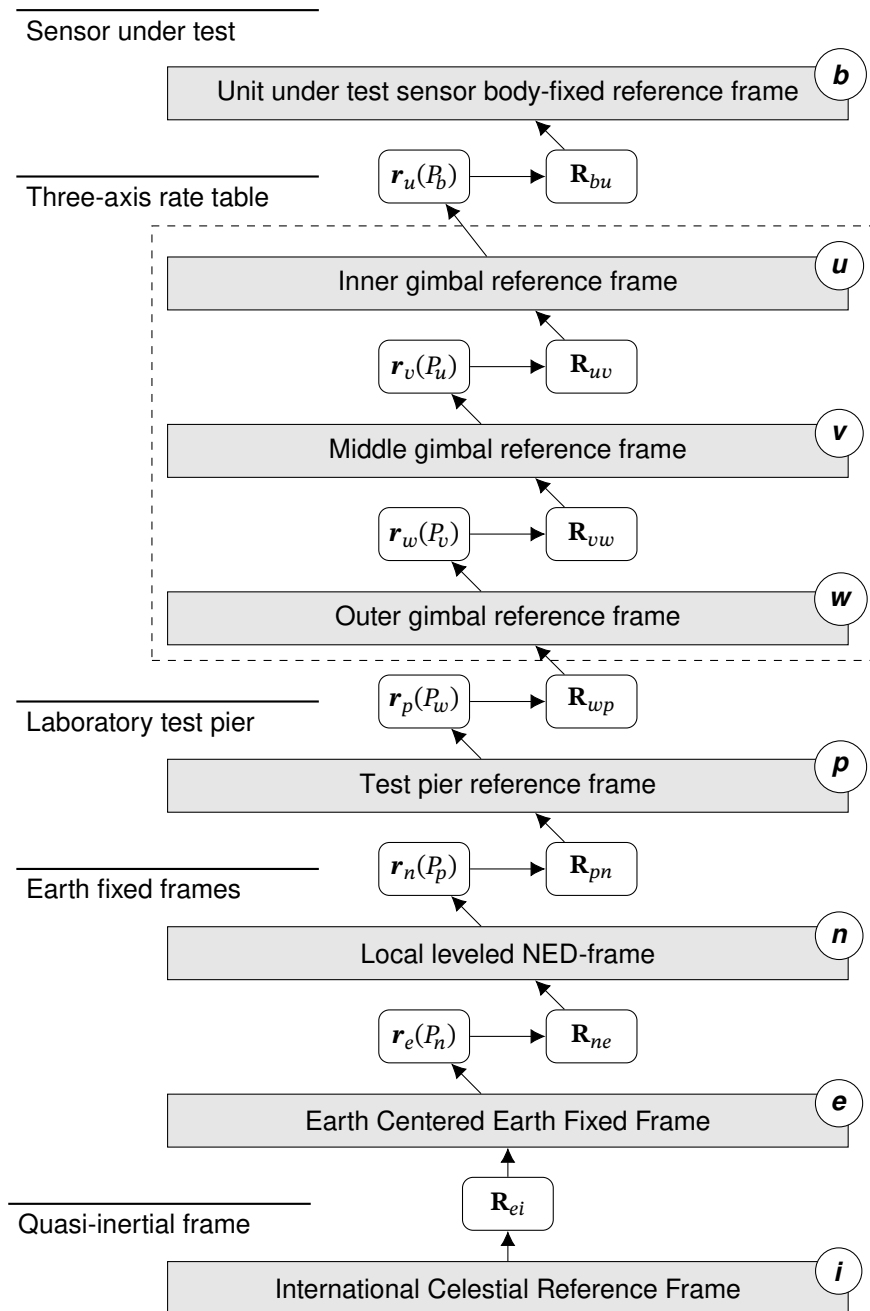 Sensor under test
b
Unit under test sensor body-fixed reference frame
r_u(P_b) R_bu
Three-axis rate table
u
Inner gimbal reference frame
r_v(P_u) R_uv
v
Middle gimbal reference frame
r_w(P_v) R_vw
w
Outer gimbal reference frame
r_p(P_w) R_wp
Laboratory test pier
p
Test pier reference frame
r_n(P_p) R_pn
Earth fixed frames
n
Local leveled NED-frame
r_e(P_n) R_ne
e
Earth Centered Earth Fixed Frame
R_ei
Quasi-inertial frame
i
International Celestial Reference Frame